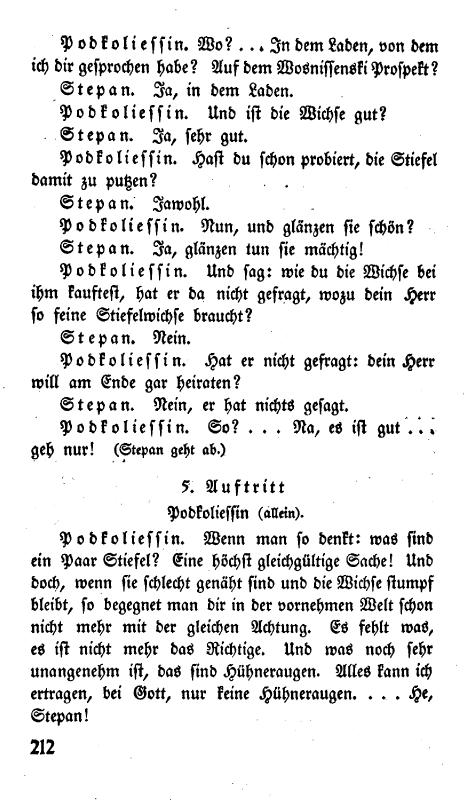 Podkoliessin. Wo? ... In dem Laden, von dem
ich dir gesprochen habe? Auf dem Wosnissenski Prospekt?
Stepan. Ja, in dem Laden.
Podkoliessin. Und ist die Wichse gut?
Stepan. Ja, sehr gut.
Podkoliessin. Hast du schon probiert, die Stiefel
damit zu putzen?
Stepan. Jawohl.
Podkoliessin. Nun, und glänzen sie schön?
Stepan. Ja, glänzen tun sie mächtig!
Podkoliessin. Und sag: wie du die Wichse bei
ihm kauftest, hat er da nicht gefragt, wozu dein Herr
so feine Stiefelwichse braucht?
Stepan. Nein.
Podkoliessin. Hat er nicht gefragt: dein Herr
will am Ende gar heiraten?
Stepan. Nein, er hat nichts gesagt.
Podkoliessin. So? ... Na, es ist gut ...
geh nur! (Stepan geht ab.)
5. Auftritt
Podkoliessin (allein).
Podkoliessin. Wenn man so denkt: was sind
ein Paar Stiefel? Eine höchst gleichgültige Sache! Und
doch, wenn sie schlecht genäht sind und die Wichse stumpf
bleibt, so begegnet man dir in der vornehmen Welt schon
nicht mehr mit der gleichen Achtung. Es fehlt was,
es ist nicht mehr das Richtige. Und was noch sehr
unangenehm ist, das sind Hühneraugen. Alles kann ich
ertragen, bei Gott, nur keine Hühneraugen. ... He,
Stepan!
212